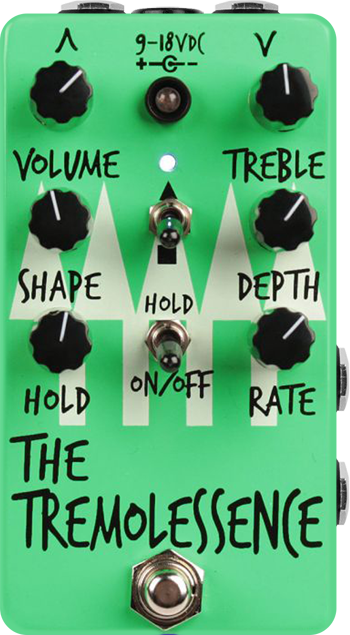 9-18VDC
VOLUME
TREBLE
SHAPE
DEPTH
HOLD
HOLD
ON/OFF
RATE
THE
TREMOLESSENCE